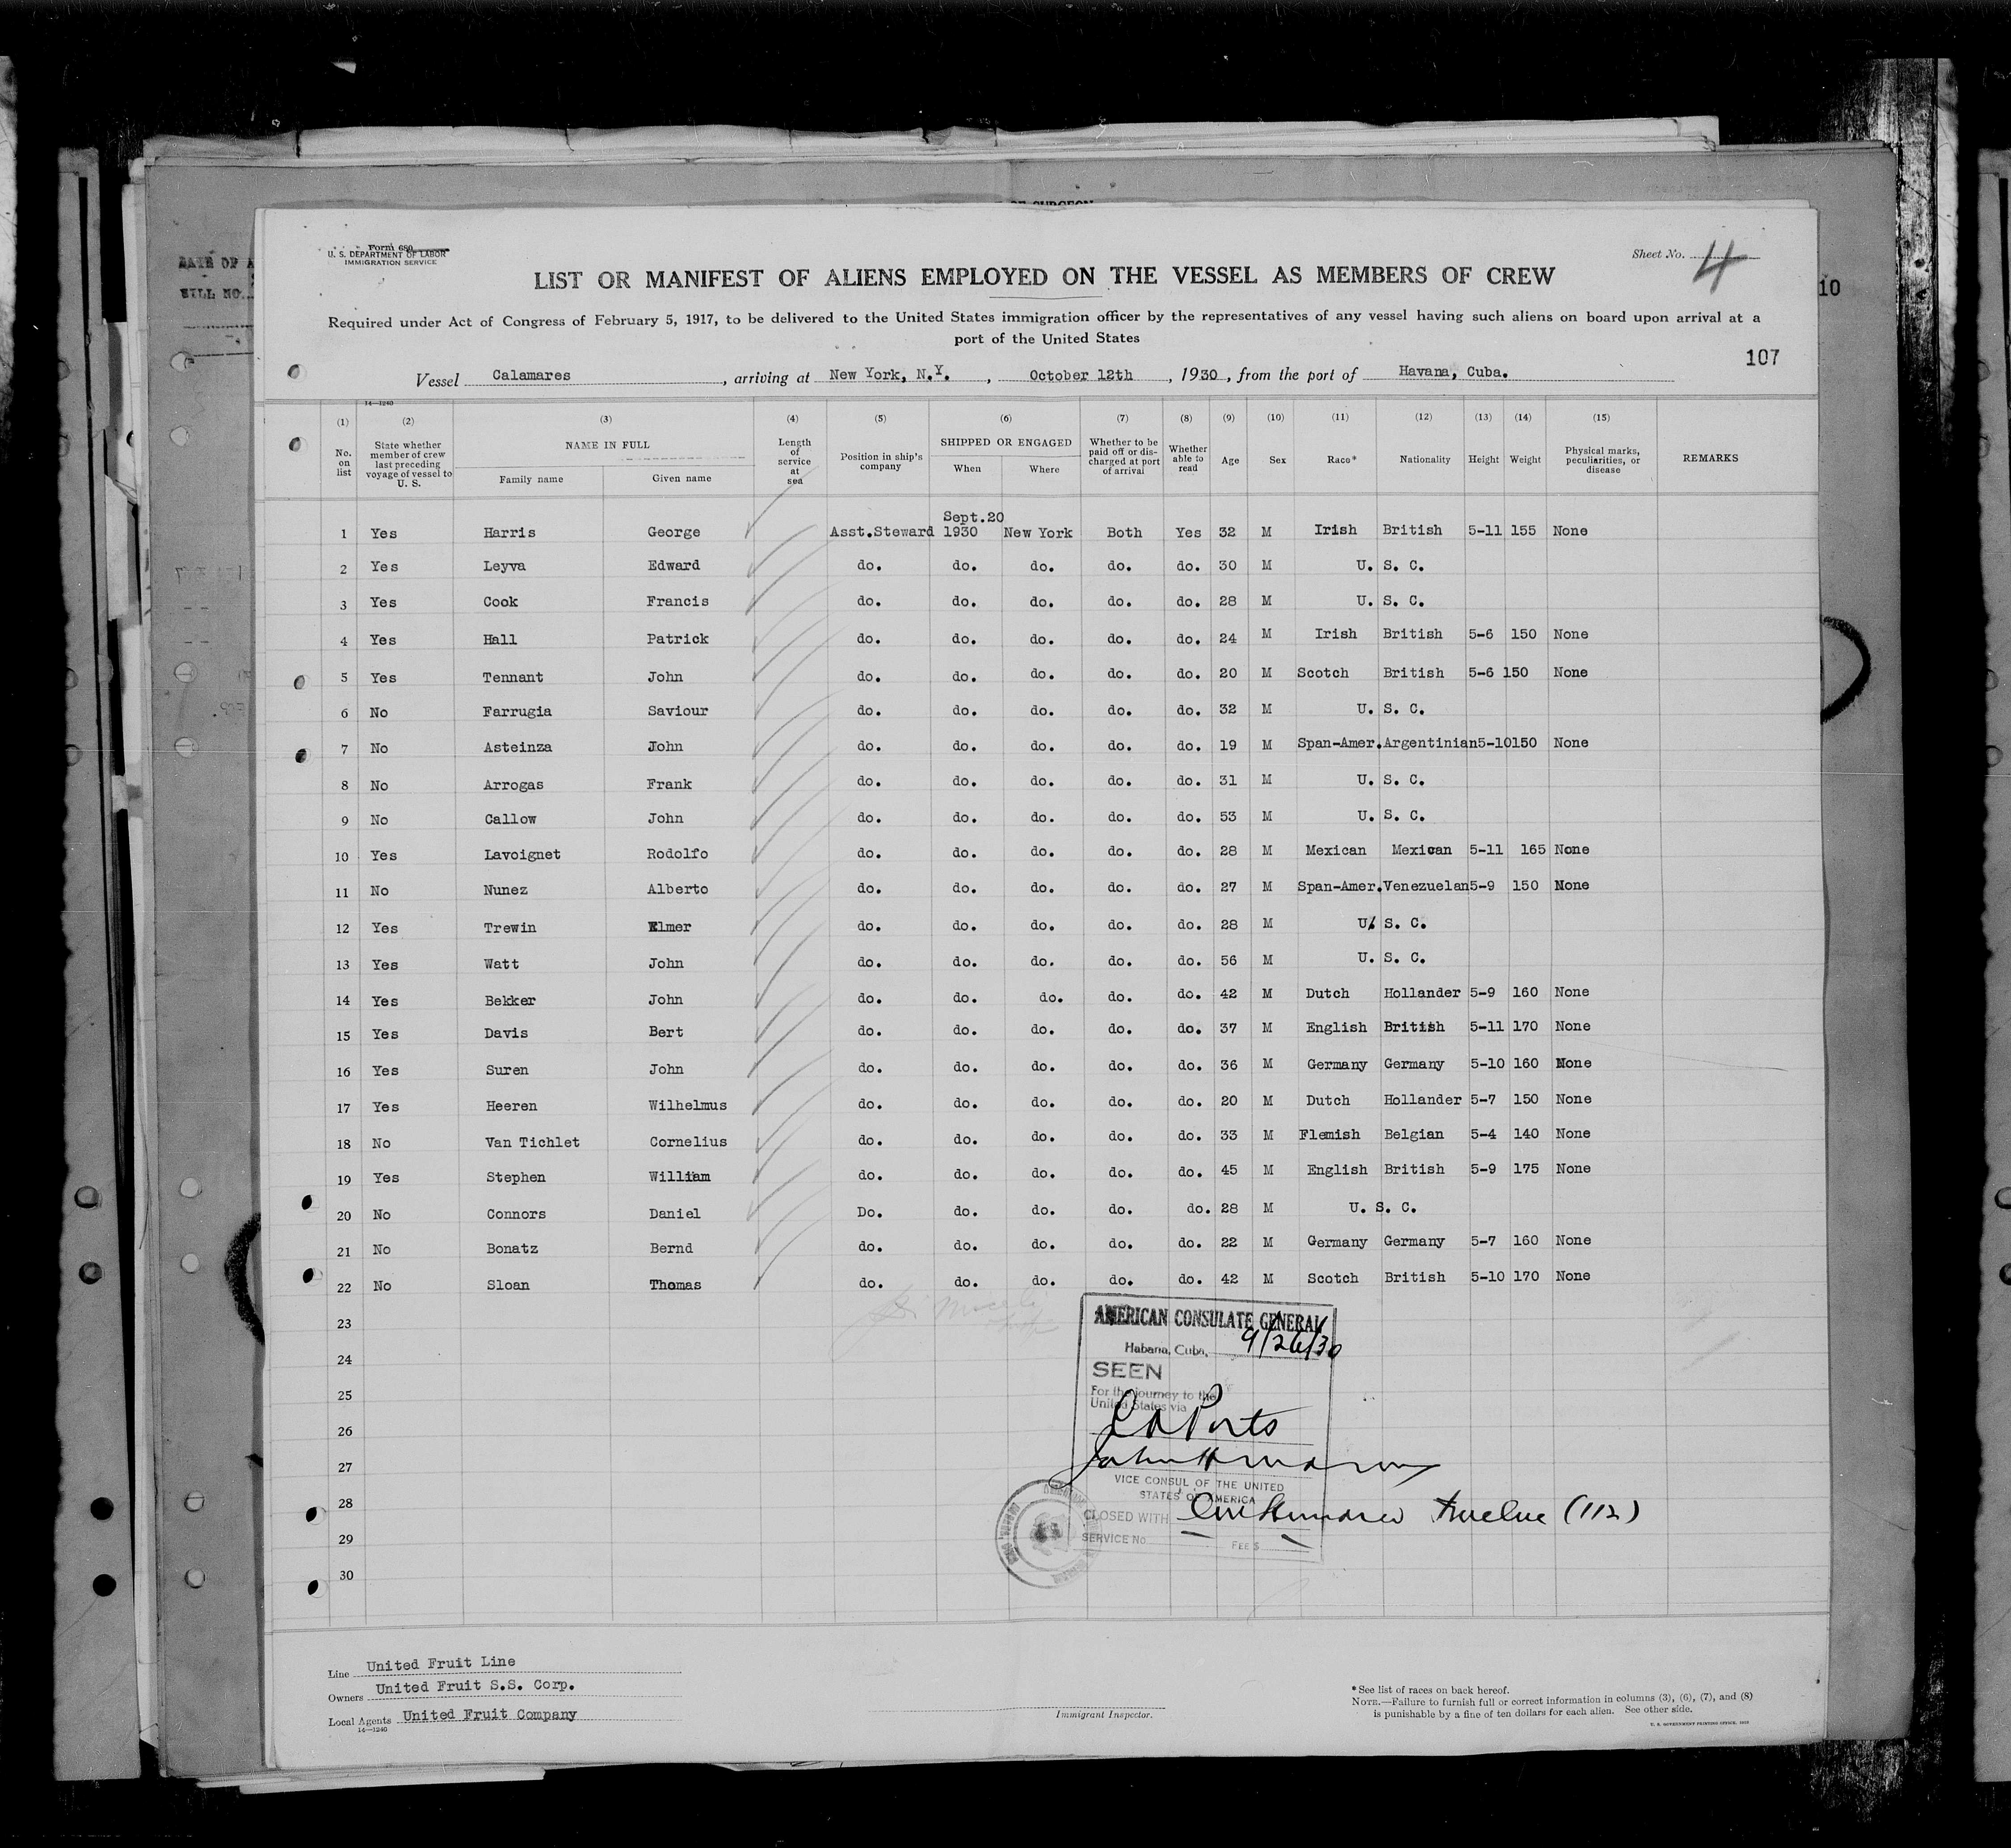 Form 680
U. S. DEPARTMENT OF LABOR
IMMIGRATION SERVICE
Sheet No. 4
LIST OR MANIFEST OF ALIENS EMPLOYED ON THE VESSEL AS MEMBERS OF CREW
Required under Act of Congress of February 5, 1917, to be delivered to the United States immigration officer by the representatives of any vessel having such aliens on board upon arrival at a
port of the United States
107
10
Vessel Calamares, arriving at New York, N.Y., October 12th, 1930, from the port of Havana, Cuba.
14—1240
(1) (2) (3) (4) (5) (6) (7) (8) (9) (10) (11) (12) (13) (14) (15)
No. on list State whether member of crew last preceding voyage of vessel to U. S. NAME IN FULL Family name Given name Length of service at sea Position in ship's company SHIPPED OR ENGAGED When Where Whether to be paid off or discharged at port of arrival Whether able to read Age Sex Race* Nationality Height Weight Physical marks, peculiarities, or disease REMARKS
1 Yes Harris George Asst.Steward Sept.20 1930 New York Both Yes 32 M Irish British 5-11 155 None
2 Yes Leyva Edward do. do. do. do. do. 30 M U. S. C.
3 Yes Cook Francis do. do. do. do. do. 28 M U. S. C.
4 Yes Hall Patrick do. do. do. do. do. 24 M Irish British 5-6 150 None
5 Yes Tennant John do. do. do. do. do. 20 M Scotch British 5-6 150 None
6 No Farrugia Saviour do. do. do. do. do. 32 M U. S. C.
7 No Asteinza John do. do. do. do. do. 19 M Span-Amer. Argentinian 5-10 150 None
8 No Arrogas Frank do. do. do. do. do. 31 M U. S. C.
9 No Callow John do. do. do. do. do. 53 M U. S. C.
10 Yes Lavoignet Rodolfo do. do. do. do. do. 28 M Mexican Mexican 5-11 165 None
11 No Nunez Alberto do. do. do. do. do. 27 M Span-Amer. Venezuelan 5-9 150 None
12 Yes Trewin Elmer do. do. do. do. do. 28 M U. S. C.
13 Yes Watt John do. do. do. do. do. 56 M U. S. C.
14 Yes Bekker John do. do. do. do. do. 42 M Dutch Hollander 5-9 160 None
15 Yes Davis Bert do. do. do. do. do. 37 M English British 5-11 170 None
16 Yes Suren John do. do. do. do. do. 36 M Germany Germany 5-10 160 None
17 Yes Heeren Wilhelmus do. do. do. do. do. 20 M Dutch Hollander 5-7 150 None
18 No Van Tichlet Cornelius do. do. do. do. do. 33 M Flemish Belgian 5-4 140 None
19 Yes Stephen William do. do. do. do. do. 45 M English British 5-9 175 None
20 No Connors Daniel Do. do. do. do. do. 28 M U. S. C.
21 No Bonatz Bernd do. do. do. do. do. 22 M Germany Germany 5-7 160 None
22 No Sloan Thomas do. do. do. do. do. 42 M Scotch British 5-10 170 None
23
24
25
26
27
28
29
30
AMERICAN CONSULATE GENERAL
Habana, Cuba, 9/26/30
SEEN
For the journey to the
United States via
VICE CONSUL OF THE UNITED
STATES OF AMERICA
CLOSED WITH One Hundred twelve (112)
SERVICE No. FEE $
Line United Fruit Line
Owners United Fruit S.S. Corp.
Local Agents United Fruit Company
14—1240
Immigrant Inspector.
* See list of races on back hereof.
NOTE.—Failure to furnish full or correct information in columns (3), (6), (7), and (8)
is punishable by a fine of ten dollars for each alien. See other side.